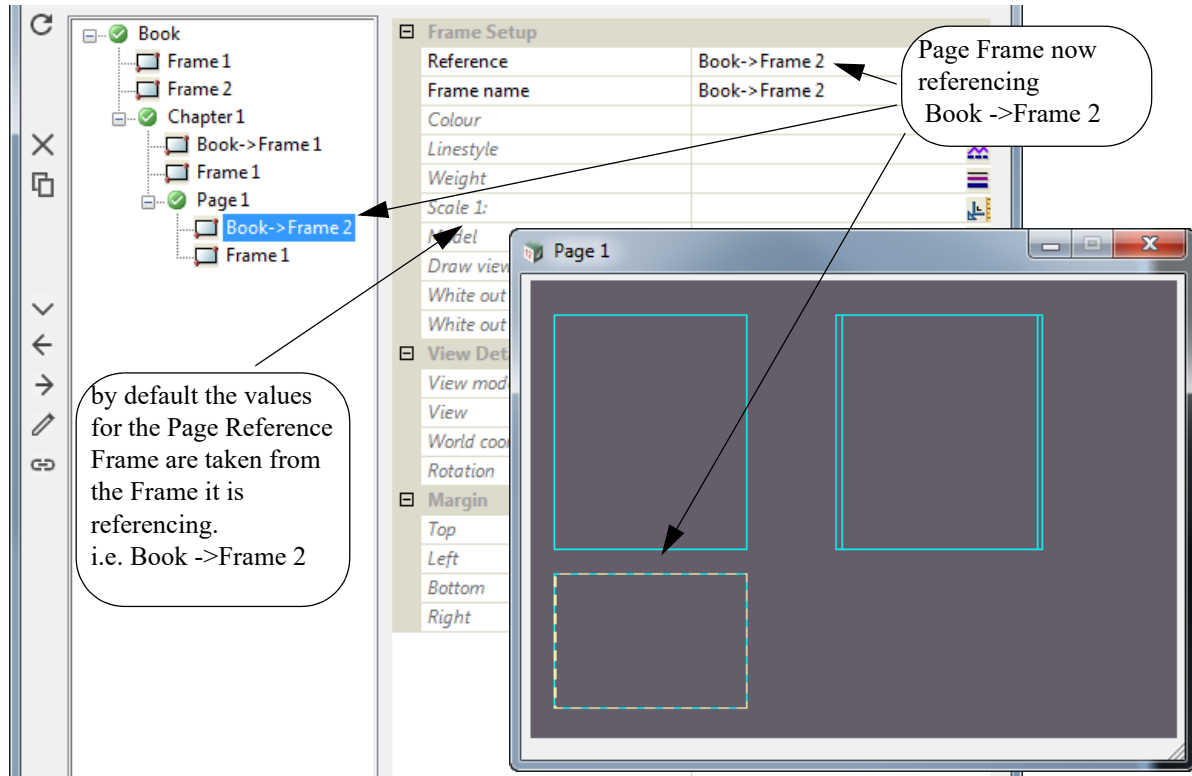 Book
Frame 1
Frame 2
Chapter 1
Book->Frame 1
Frame 1
Page 1
Book->Frame 2
Frame 1
Frame Setup
Reference Book->Frame 2
Frame name Book->Frame 2
Colour
Linestyle
Weight
Scale 1:
Model
Draw view
White out
White out
View Det
View mod
View
World coo
Rotation
Margin
Top
Left
Bottom
Right
Page Frame now
referencing
Book ->Frame 2
Page 1
by default the values
for the Page Reference
Frame are taken from
the Frame it is
referencing.
i.e. Book ->Frame 2